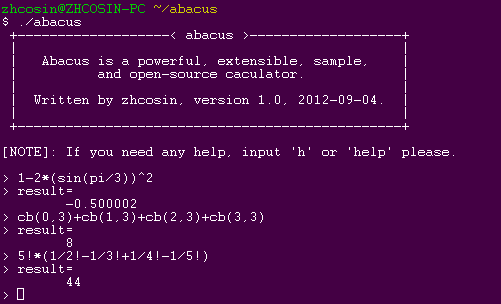 zhcosin@ZHCOSIN-PC ~/abacus
$ ./abacus
+--------------------< abacus >--------------------+
| Abacus is a powerful, extensible, sample, |
| and open-source caculator. |
| Written by zhcosin, version 1.0, 2012-09-04. |
+--------------------------------------------------+
[NOTE]: If you need any help, input 'h' or 'help' please.
> 1-2*(sin(pi/3))^2
> result=
-0.500002
> cb(0,3)+cb(1,3)+cb(2,3)+cb(3,3)
> result=
8
> 5!*(1/2!-1/3!+1/4!-1/5!)
> result=
44
>